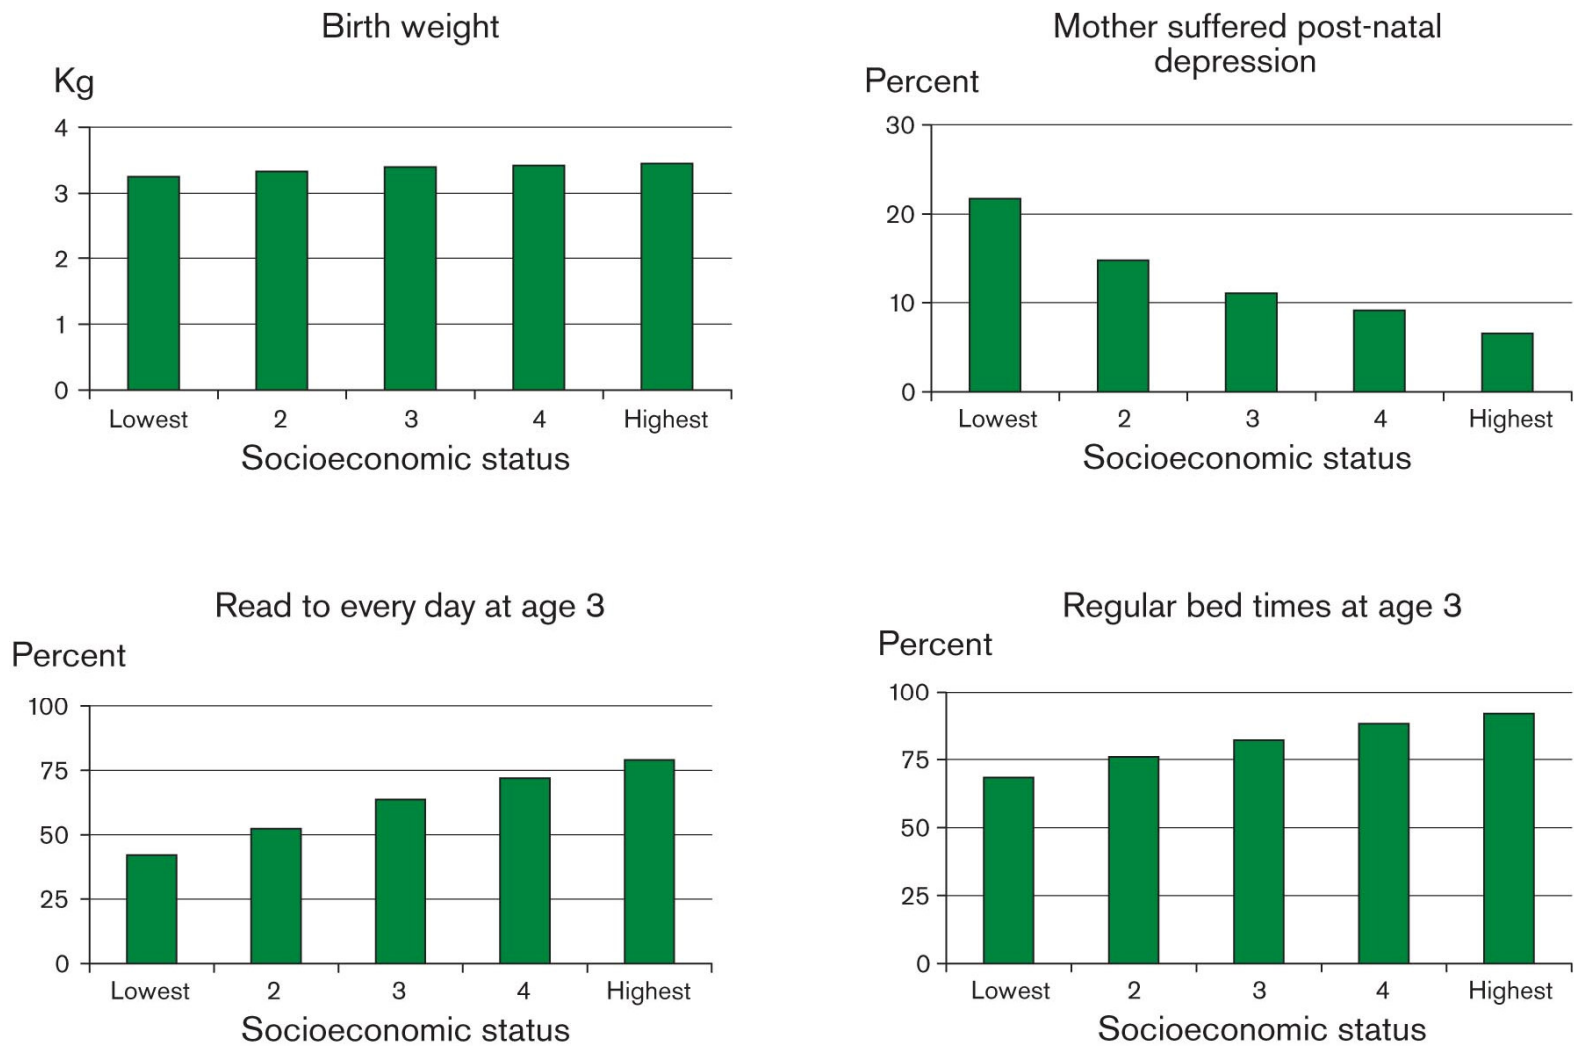 Birth weight
Kg
4
3
2
1
0
Lowest 2 3 4 Highest
Socioeconomic status
Mother suffered post-natal
depression
Percent
30
20
10
0
Lowest 2 3 4 Highest
Socioeconomic status
Read to every day at age 3
Percent
100
75
50
25
0
Lowest 2 3 4 Highest
Socioeconomic status
Regular bed times at age 3
Percent
100
75
50
25
0
Lowest 2 3 4 Highest
Socioeconomic status